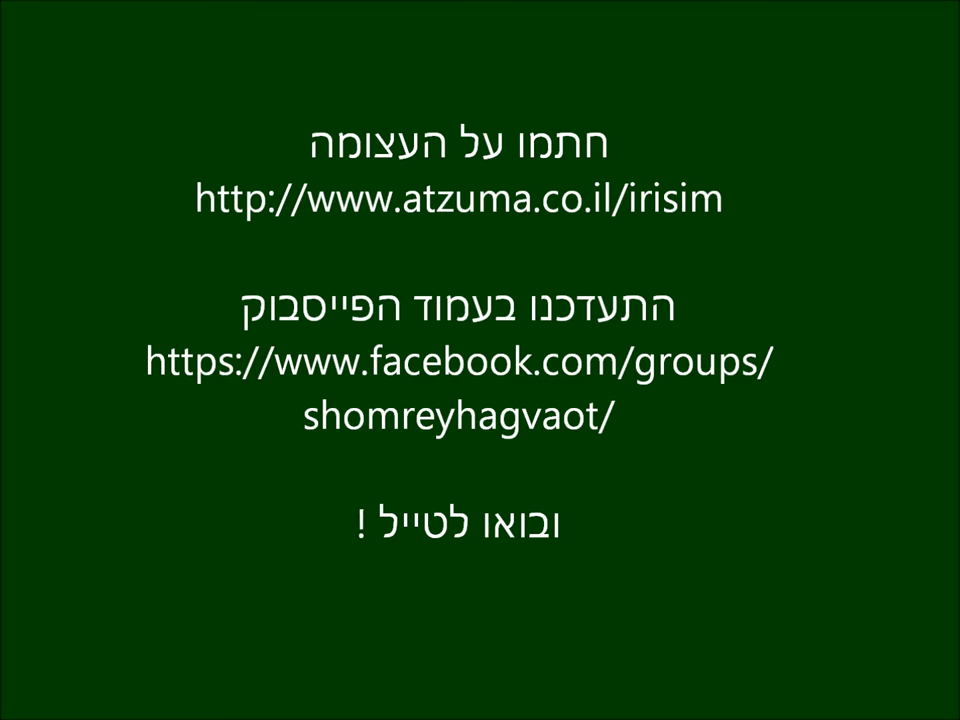 חתמו על העצומה
http://www.atzuma.co.il/irisim
התעדכנו בעמוד הפייסבוק
https://www.facebook.com/groups/
shomreyhagvaot/
ובואו לטייל !